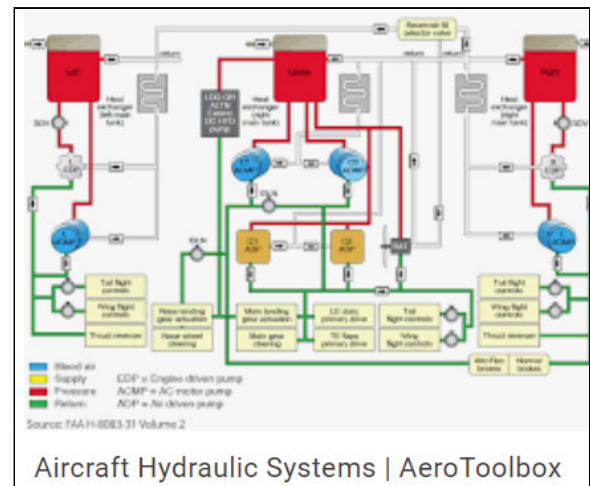 Reservoir fill
selector valve
return
return
Left
Center
Right
LDG/GR
ALTN
Center
DC HYD
pump
Heat
exchanger
(left main
tank)
Heat
exchanger
(right
main tank)
Heat
exchanger
(right main
tank)
SOV
SOV
EDP
C1
ACMP
C2
ACMP
EDP
L
ACMP
ISLN
C1
ADP
C2
ADP
RAT
R
ACMP
ISLN
Tail flight
controls
Wing flight
controls
Thrust reverser
Nose landing
gear actuation
Nose wheel
steering
Main landing
gear actuation
Main gear
steering
LE slats
primary drive
TE flaps
primary drive
Tail
flight controls
Wing
flight controls
Tail flight
controls
Wing flight
controls
Thrust reverser
Normal
brakes
Bleed air
Supply
Pressure
Return
EDP = Engine driven pump
ACMP = AC motor pump
ADP = Air driven pump
Source: FAA H-8083-31 Volume 2
Aircraft Hydraulic Systems | AeroToolbox